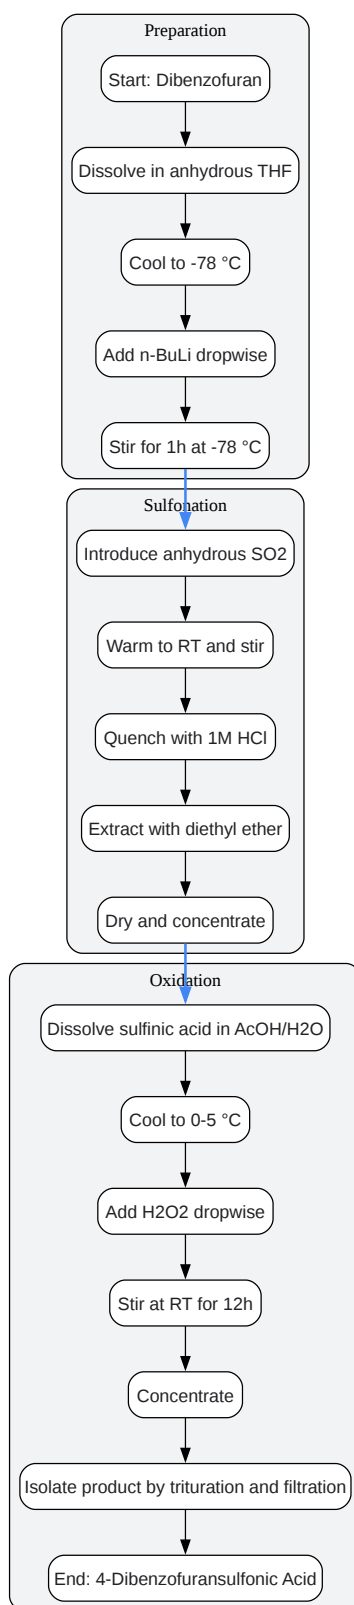 Preparation
Start: Dibenzofuran
Dissolve in anhydrous THF
Cool to -78 °C
Add n-BuLi dropwise
Stir for 1h at -78 °C
Sulfonation
Introduce anhydrous SO2
Warm to RT and stir
Quench with 1M HCl
Extract with diethyl ether
Dry and concentrate
Oxidation
Dissolve sulfinic acid in AcOH/H2O
Cool to 0-5 °C
Add H2O2 dropwise
Stir at RT for 12h
Concentrate
Isolate product by trituration and filtration
End: 4-Dibenzofuransulfonic Acid